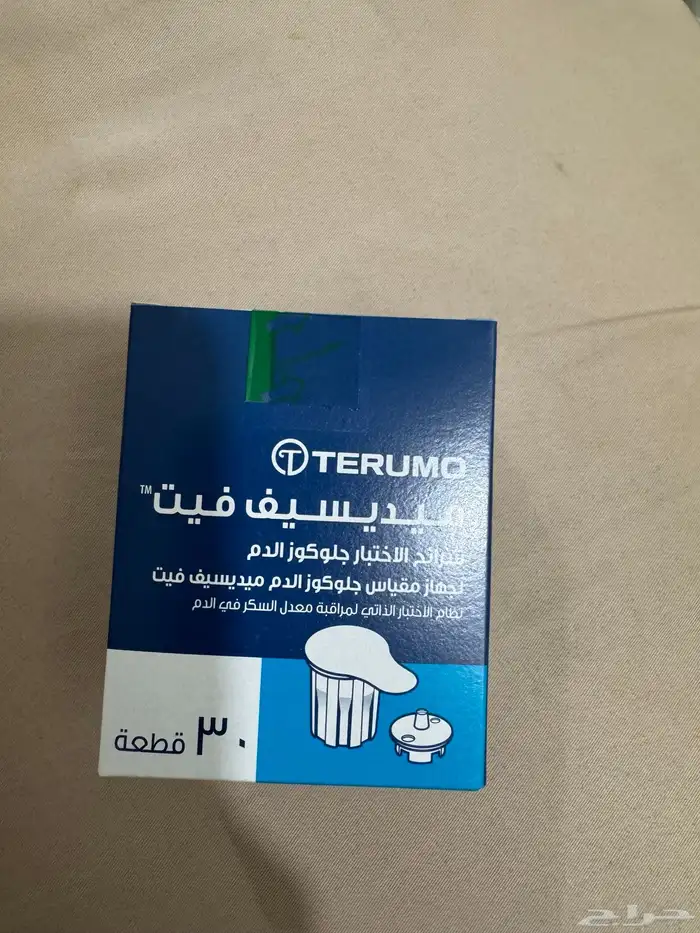 TERUMO
ميديسيف فيت™
شرائح الاختبار جلوكوز الدم
لجهاز مقياس جلوكوز الدم ميديسيف فيت
نظام الاختبار الذاتي لمراقبة معدل السكر في الدم
٣٠ قطعة
حراج